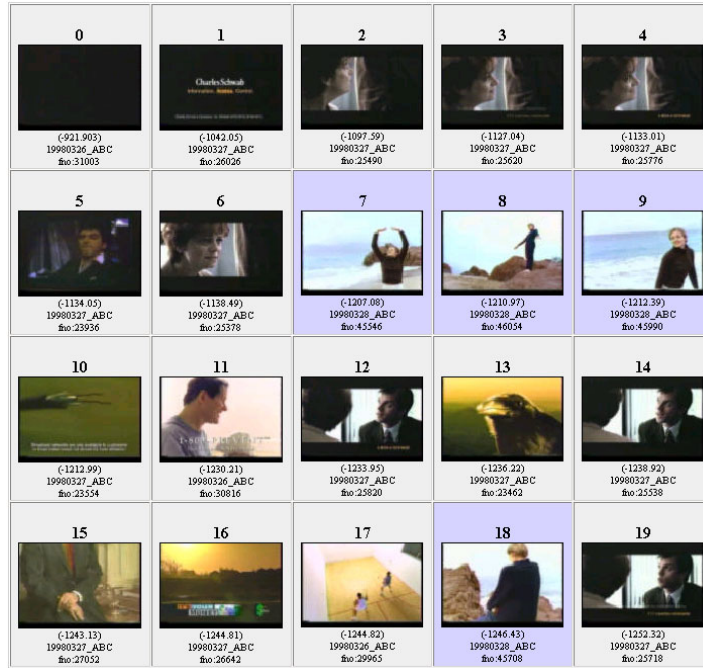 0 1 2 3 4
CharlesSchwab
Information. Access. Control.
(-921.903) (-1042.05) (-1097.59) (-1127.04) (-1133.01)
19980326_ABC 19980327_ABC 19980327_ABC 19980327_ABC 19980327_ABC
fno:31003 fno:26026 fno:25490 fno:25620 fno:25776
5 6 7 8 9
(-1134.05) (-1138.49) (-1207.08) (-1210.97) (-1212.39)
19980327_ABC 19980327_ABC 19980328_ABC 19980328_ABC 19980328_ABC
fno:23936 fno:25378 fno:45546 fno:46054 fno:45990
10 11 12 13 14
(-1212.99) (-1230.21) (-1233.95) (-1236.22) (-1238.92)
19980327_ABC 19980326_ABC 19980327_ABC 19980327_ABC 19980327_ABC
fno:23554 fno:30816 fno:25820 fno:23462 fno:25538
15 16 17 18 19
(-1243.13) (-1244.81) (-1244.82) (-1246.43) (-1252.32)
19980327_ABC 19980327_ABC 19980326_ABC 19980328_ABC 19980327_ABC
fno:27052 fno:26642 fno:29965 fno:45708 fno:25718